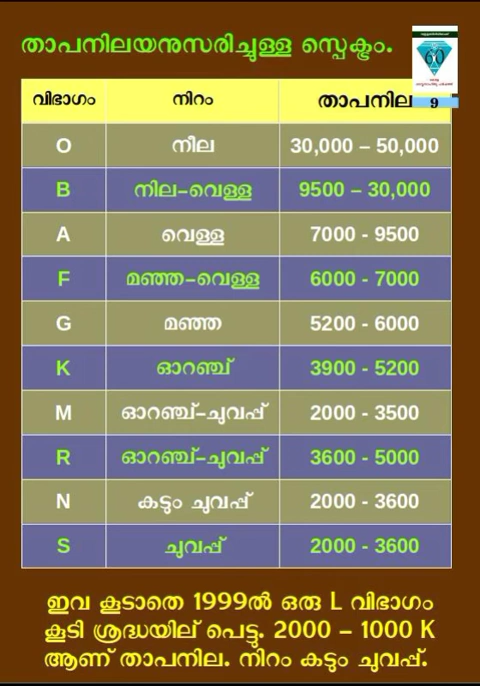 താപനിലയനുസരിച്ചുള്ള സ്പെക്ട്രം.
60
വിഭാഗം നിറം താപനില 9
O നീല 30,000 – 50,000
B നീല-വെള്ള 9500 – 30,000
A വെള്ള 7000 - 9500
F മഞ്ഞ-വെള്ള 6000 - 7000
G മഞ്ഞ 5200 - 6000
K ഓറഞ്ച് 3900 - 5200
M ഓറഞ്ച്-ചുവപ്പ് 2000 - 3500
R ഓറഞ്ച്-ചുവപ്പ് 3600 - 5000
N കടും ചുവപ്പ് 2000 - 3600
S ചുവപ്പ് 2000 - 3600
ഇവ കൂടാതെ 1999ൽ ഒരു L വിഭാഗം
കൂടി ശ്രദ്ധയില് പെട്ടു. 2000 – 1000 K
ആണ് താപനില. നിറം കടും ചുവപ്പ്.